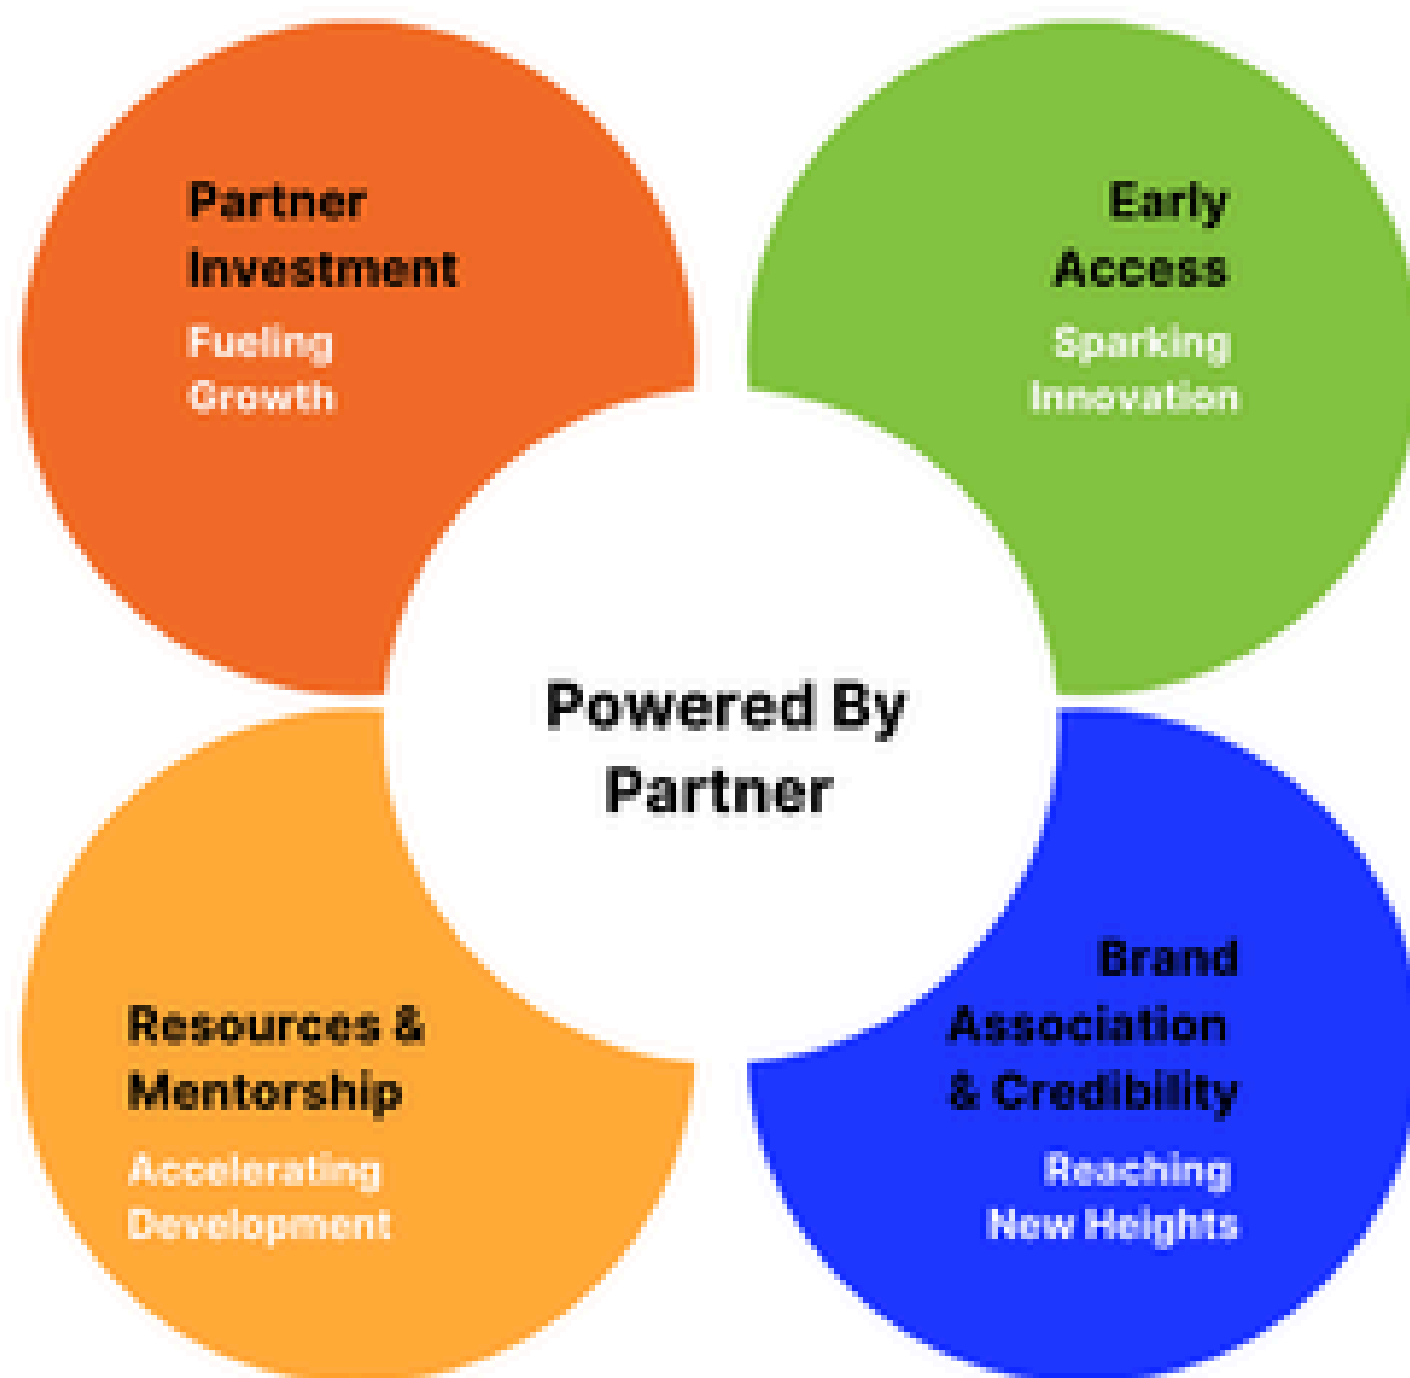 Partner
Investment
Fueling
Growth
Early
Access
Sparking
Innovation
Powered By
Partner
Resources &
Mentorship
Accelerating
Development
Brand
Association
& Credibility
Reaching
New Heights